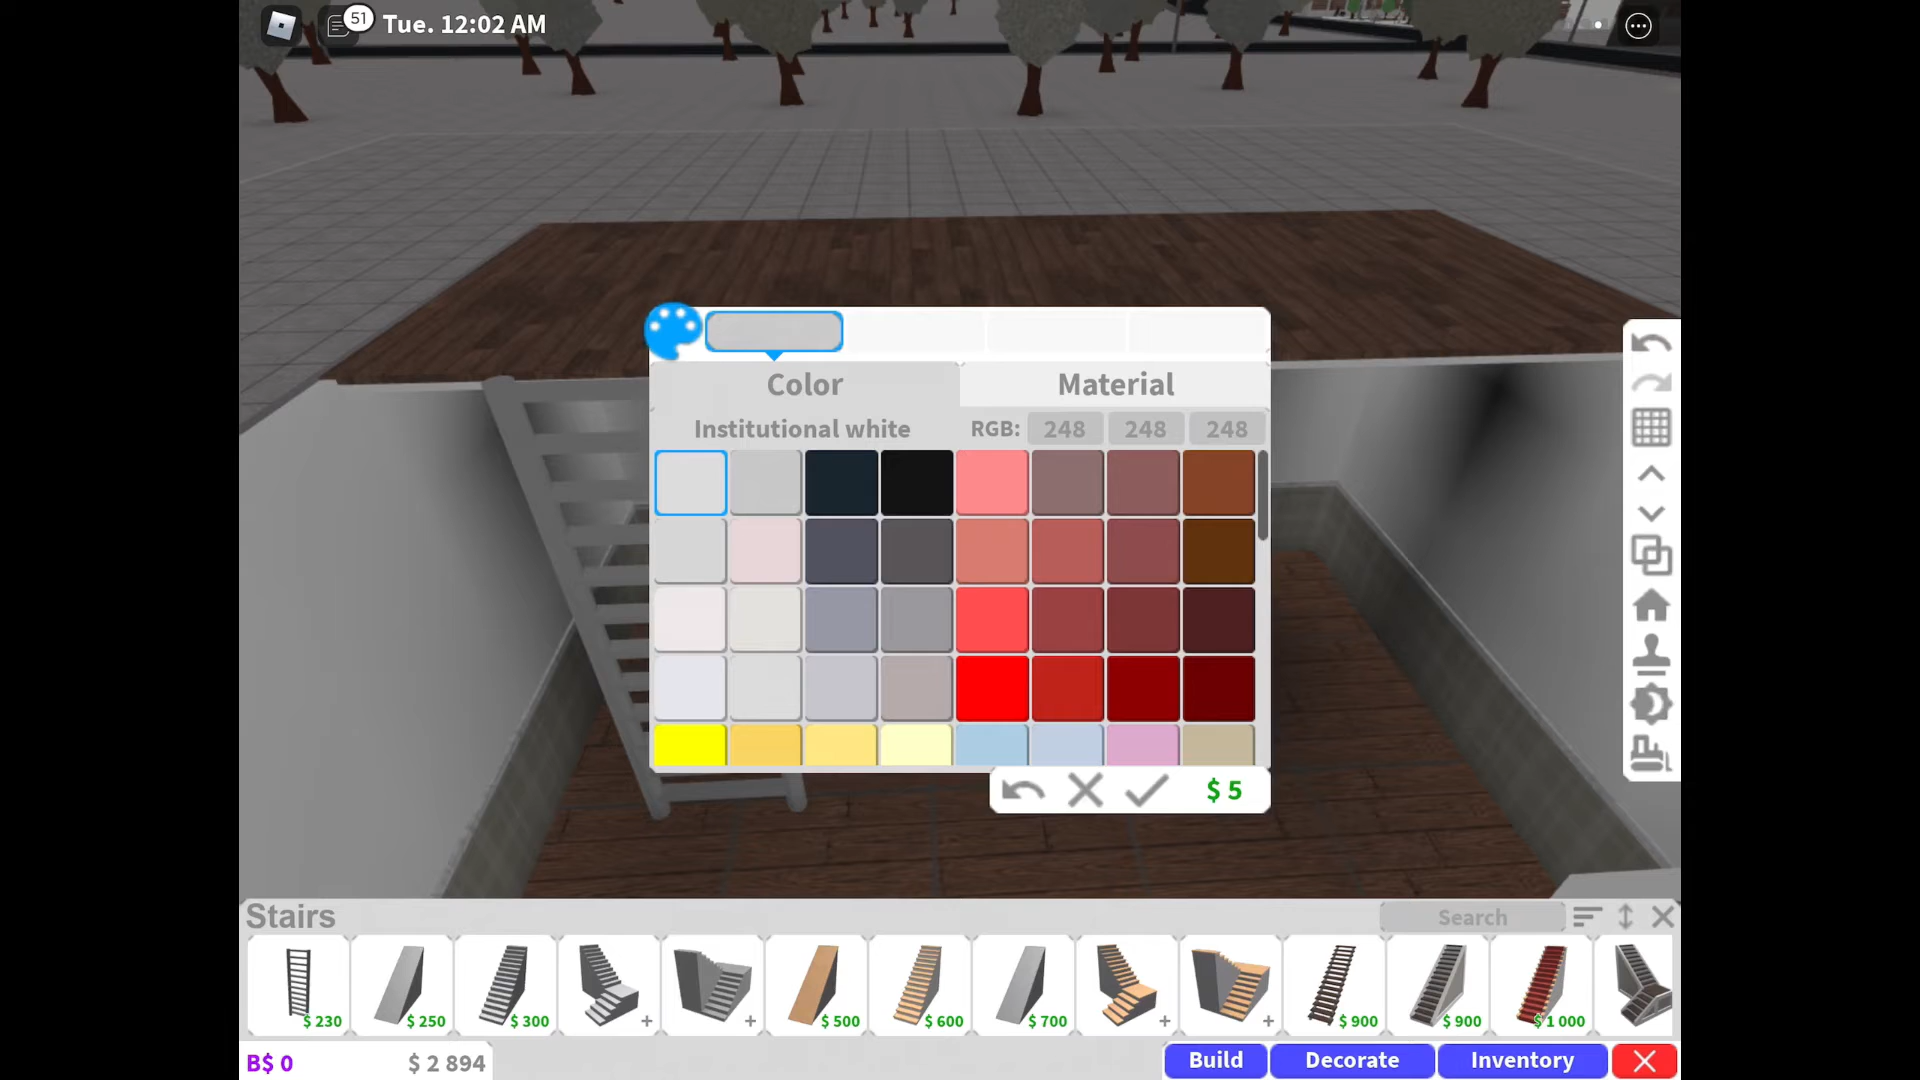 51 Tue. 12:02 AM
Color Material
Institutional white RGB: 248 248 248
$ 5
Stairs Search
$ 230 $ 250 $ 300 + + $ 500 $ 600 $ 700 + + $ 900 $ 900 $ 1 000
B$ 0 $ 2 894 Build Decorate Inventory